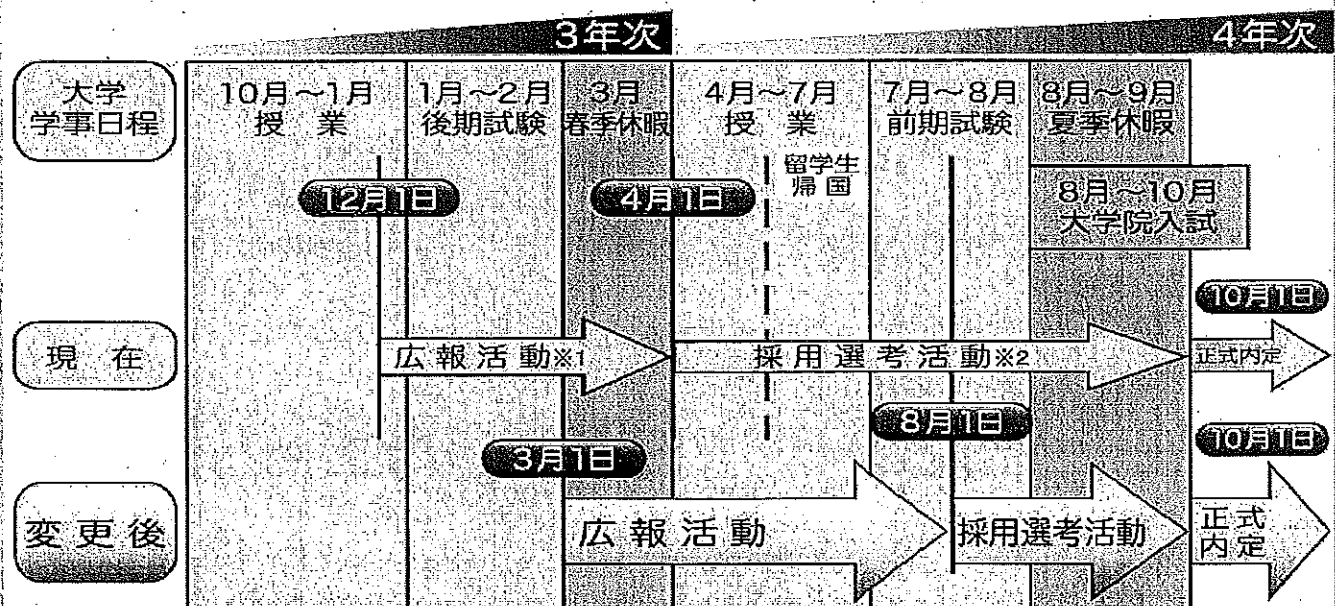 3年次
4年次
大学
学事日程
10月～1月
授 業
1月～2月
後期試験
3月
春季休暇
4月～7月
授 業
7月～8月
前期試験
8月～9月
夏季休暇
留学生
帰国
8月～10月
大学院入試
12月1日
4月1日
10月1日
現 在
広報活動※1
採用選考活動※2
正式内定
8月1日
10月1日
3月1日
変更後
広報活動
採用選考活動
正式
内定